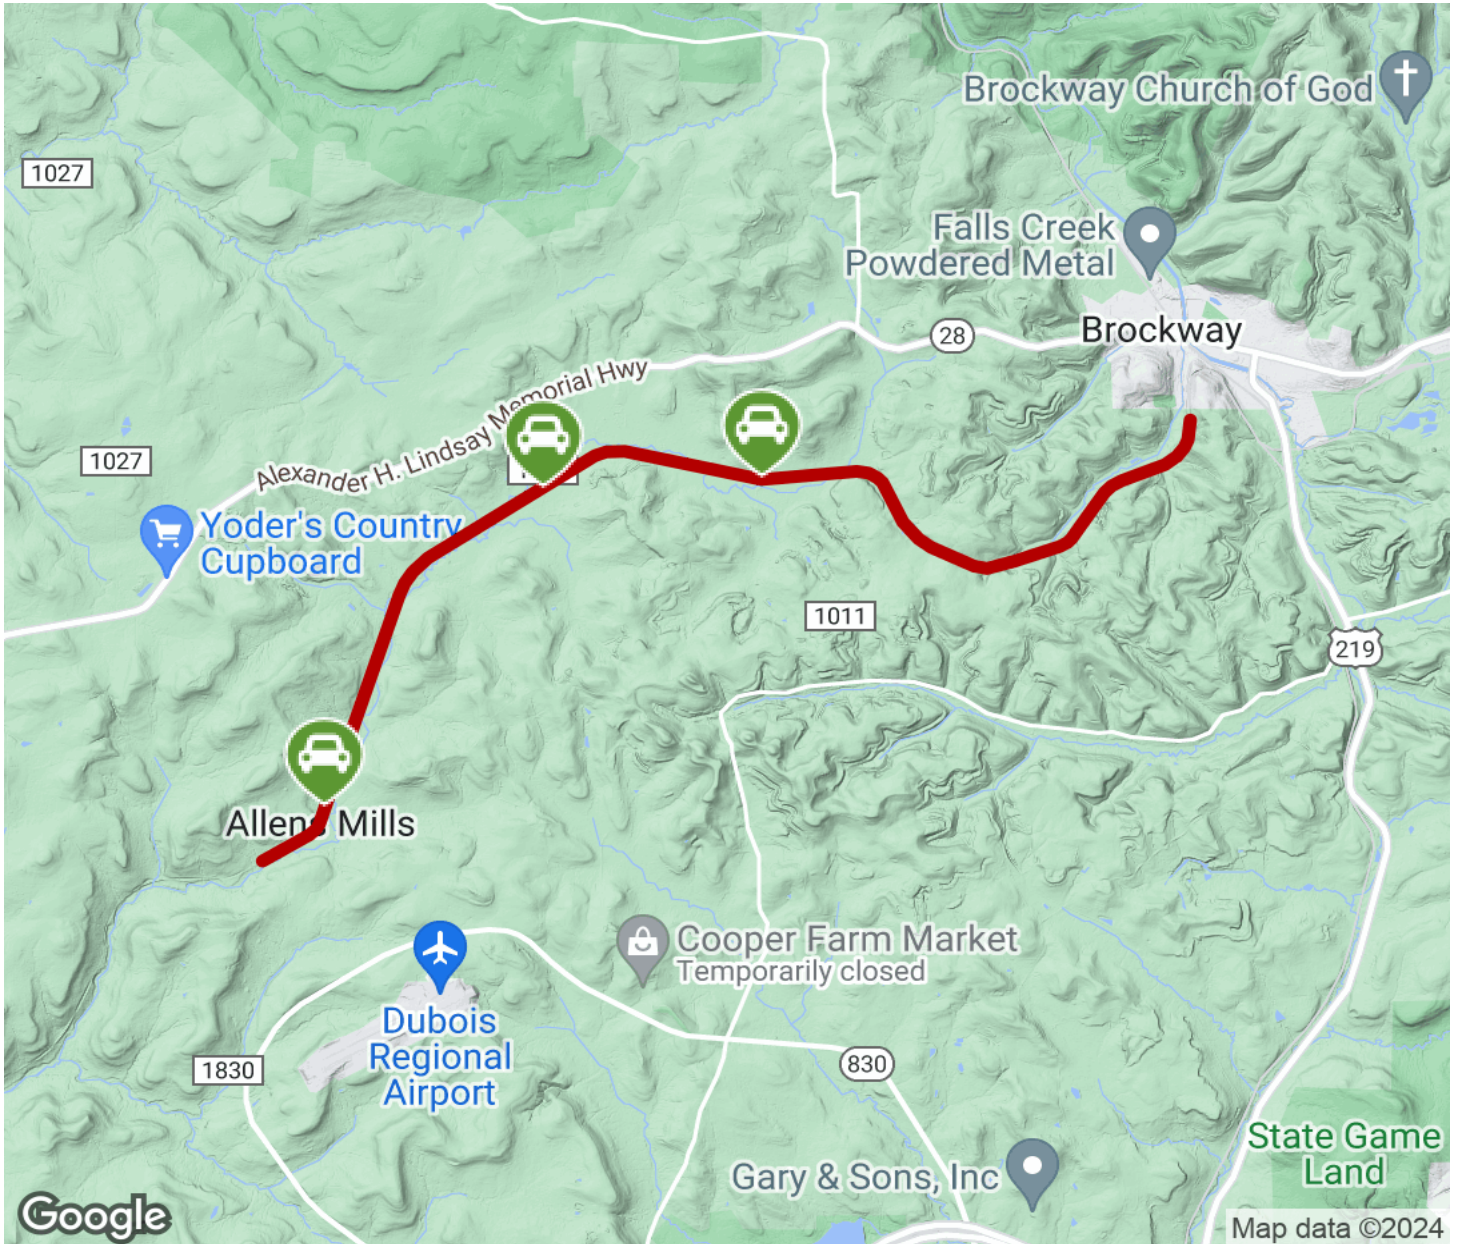 Brockway Church of God
1027
Falls Creek
Powdered Metal
Brockway
28
Alexander H. Lindsay Memorial Hwy
1027
Yoder's Country
Cupboard
1011
219
Allens Mills
Cooper Farm Market
Temporarily closed
Dubois
Regional
Airport
1830
830
State Game
Land
Gary & Sons, Inc
Google
Map data ©2024